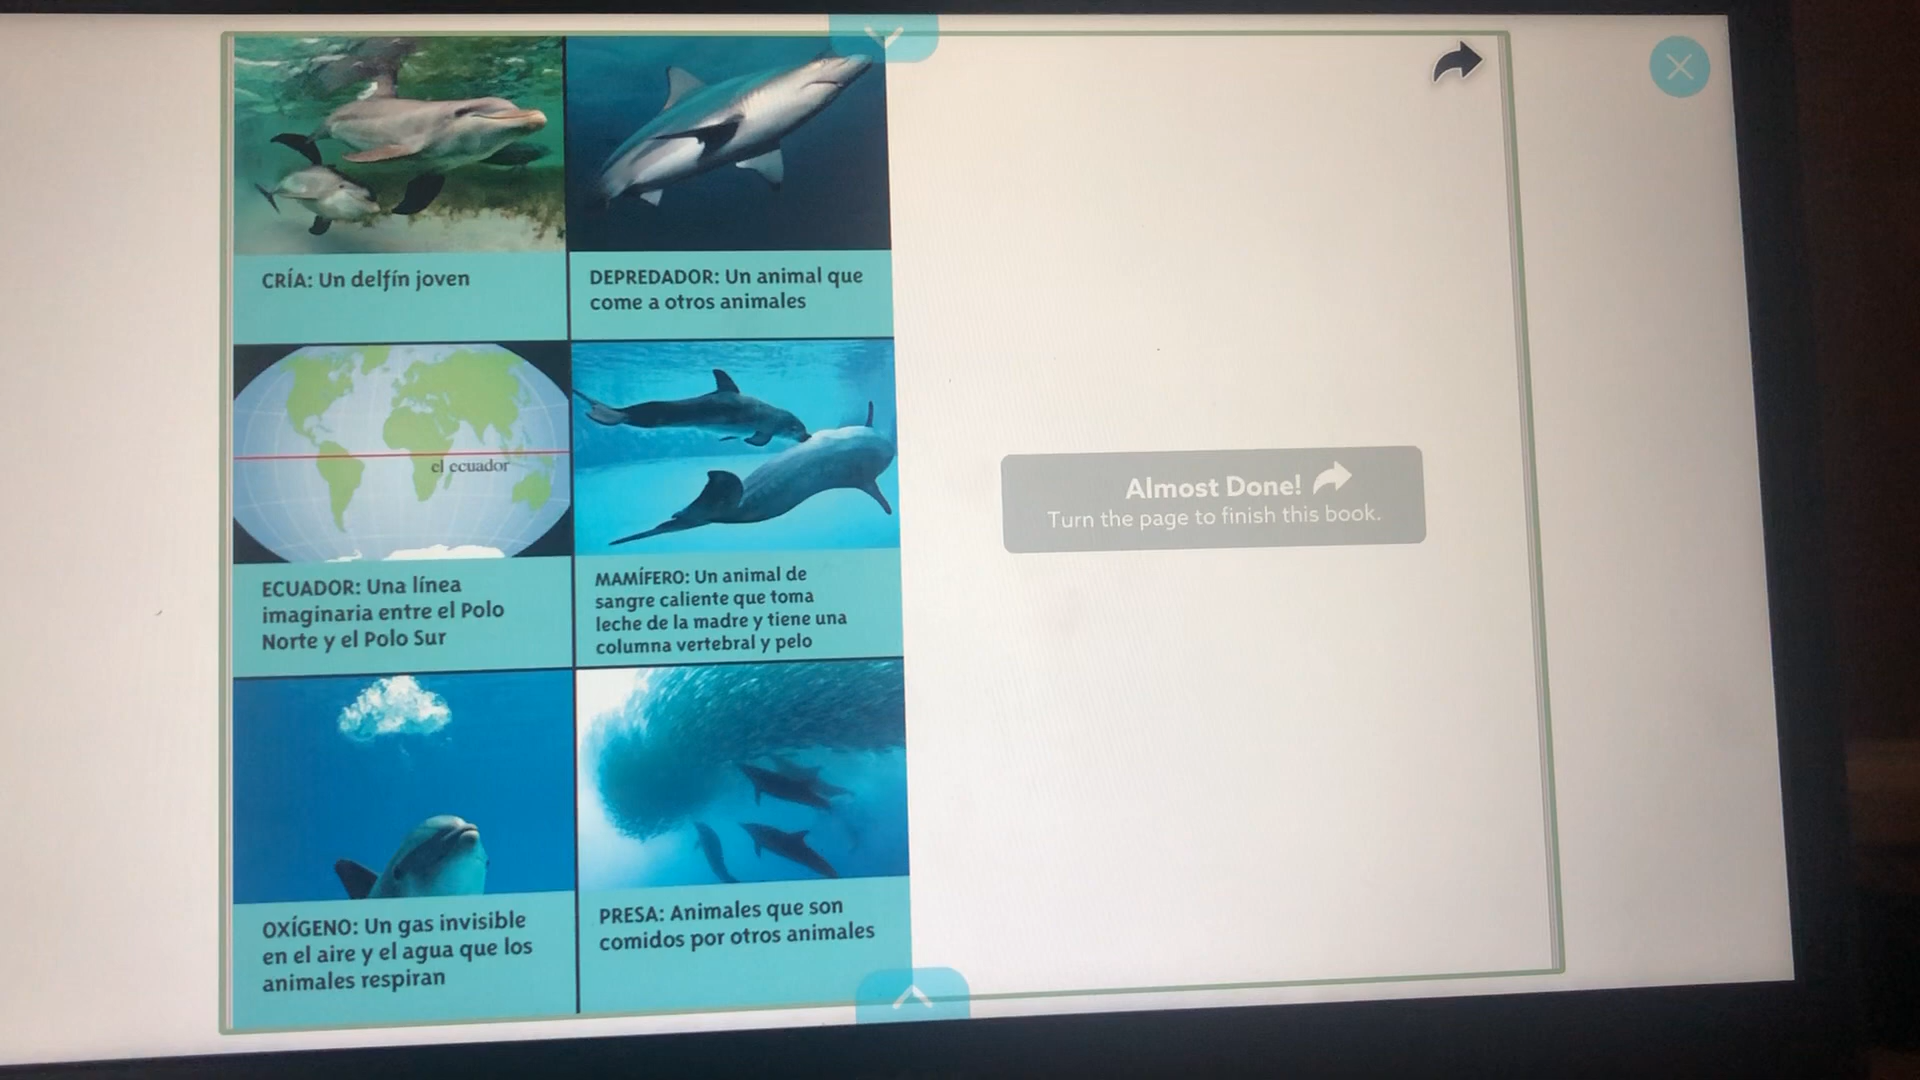 CRÍA: Un delfín joven
DEPREDADOR: Un animal que
come a otros animales
el ecuador
ECUADOR: Una línea
imaginaria entre el Polo
Norte y el Polo Sur
MAMÍFERO: Un animal de
sangre caliente que toma
leche de la madre y tiene una
columna vertebral y pelo
OXÍGENO: Un gas invisible
en el aire y el agua que los
animales respiran
PRESA: Animales que son
comidos por otros animales
Almost Done!
Turn the page to finish this book.